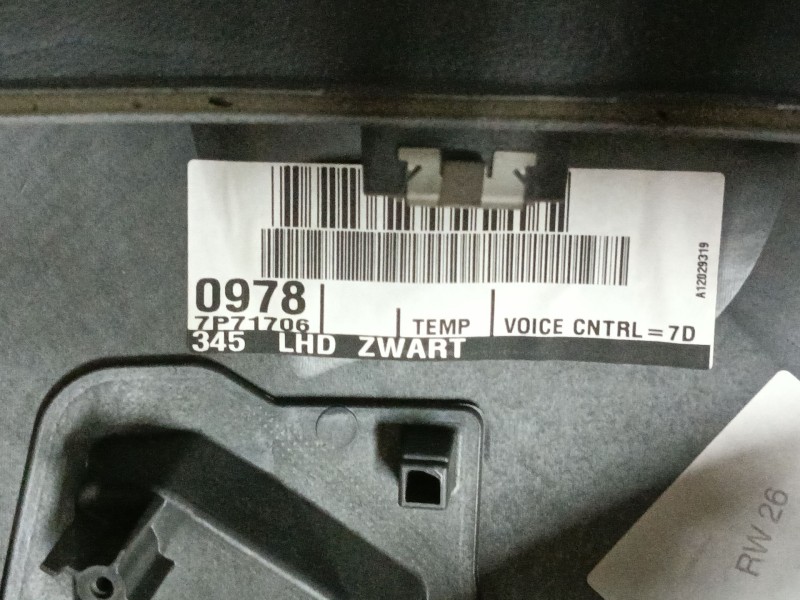 0978
7P71706
TEMP
VOICE CNTRL=7D
345 LHD ZWART
A12029319
RW 26